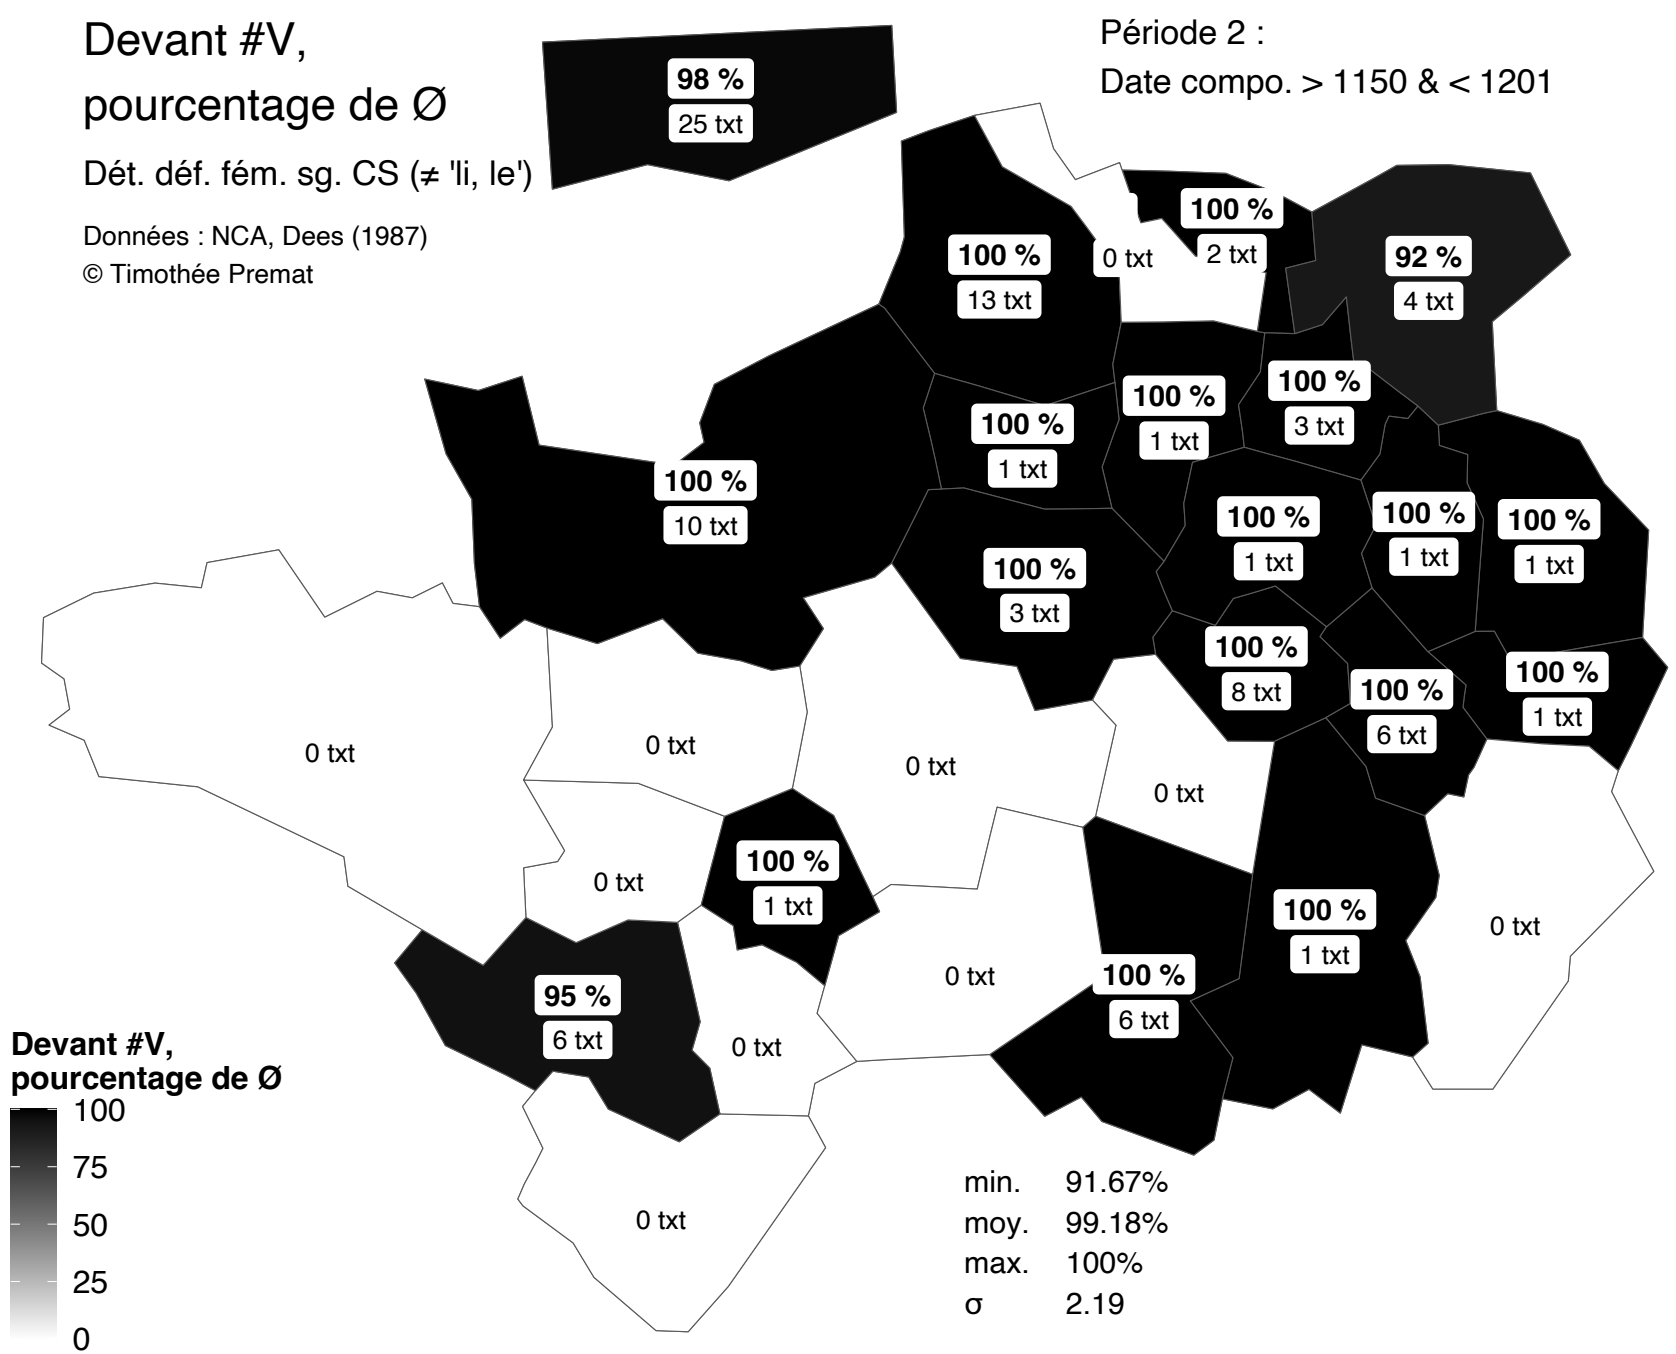 Devant #V,
pourcentage de Ø
Dét. déf. fém. sg. CS (≠ 'li, le')
Données : NCA, Dees (1987)
© Timothée Premat
Période 2 :
Date compo. > 1150 & < 1201
98 %
25 txt
100 %
2 txt
100 %
13 txt
0 txt
92 %
4 txt
100 %
3 txt
100 %
1 txt
100 %
1 txt
100 %
10 txt
100 %
1 txt
100 %
1 txt
100 %
1 txt
100 %
3 txt
100 %
8 txt
100 %
6 txt
100 %
1 txt
0 txt
0 txt
0 txt
0 txt
0 txt
100 %
1 txt
100 %
1 txt
0 txt
0 txt
100 %
6 txt
95 %
6 txt
0 txt
0 txt
Devant #V,
pourcentage de Ø
100
75
50
25
0
min. 91.67%
moy. 99.18%
max. 100%
σ 2.19